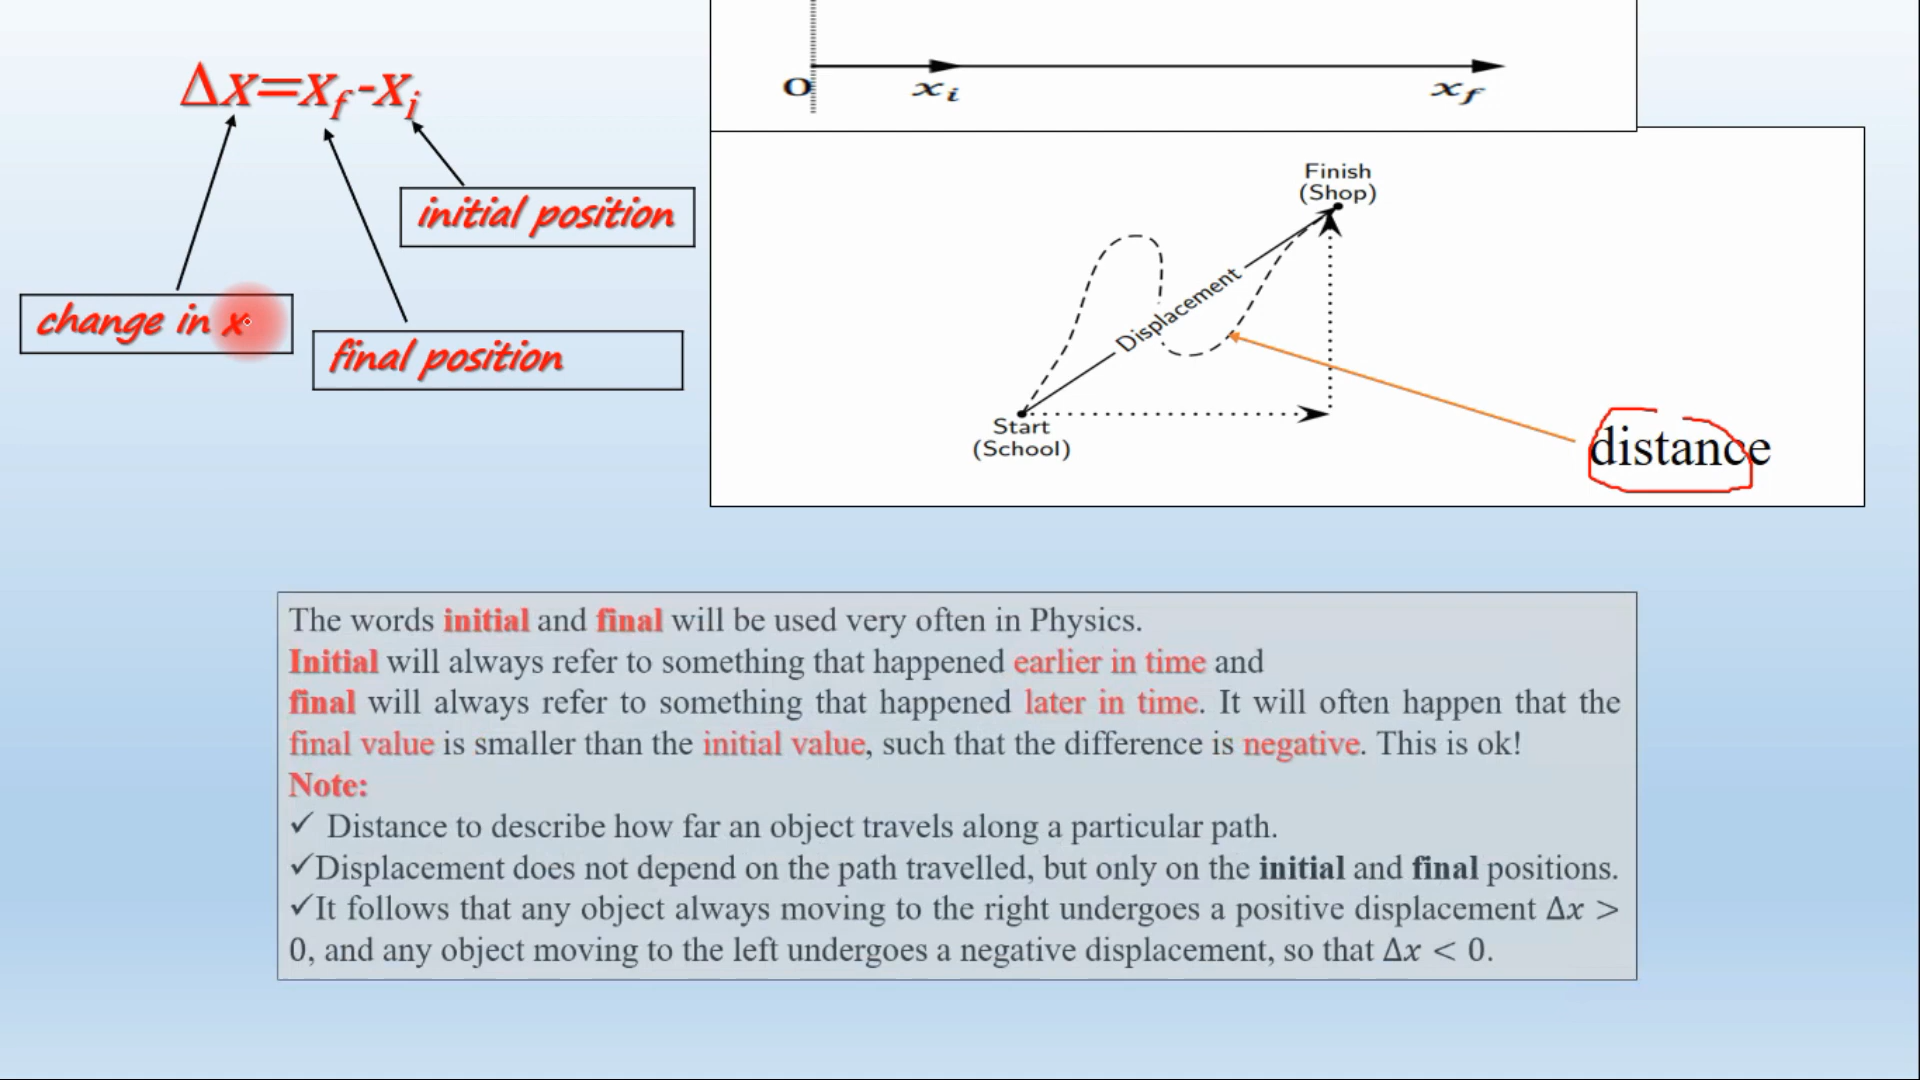 Δx=x_f-x_i
initial position
change in x
final position
O
x_i
x_f
Finish
(Shop)
Displacement
Start
(School)
distance
The words initial and final will be used very often in Physics.
Initial will always refer to something that happened earlier in time and
final will always refer to something that happened later in time. It will often happen that the
final value is smaller than the initial value, such that the difference is negative. This is ok!
Note:
✓ Distance to describe how far an object travels along a particular path.
✓Displacement does not depend on the path travelled, but only on the initial and final positions.
✓It follows that any object always moving to the right undergoes a positive displacement Δx >
0, and any object moving to the left undergoes a negative displacement, so that Δx < 0.